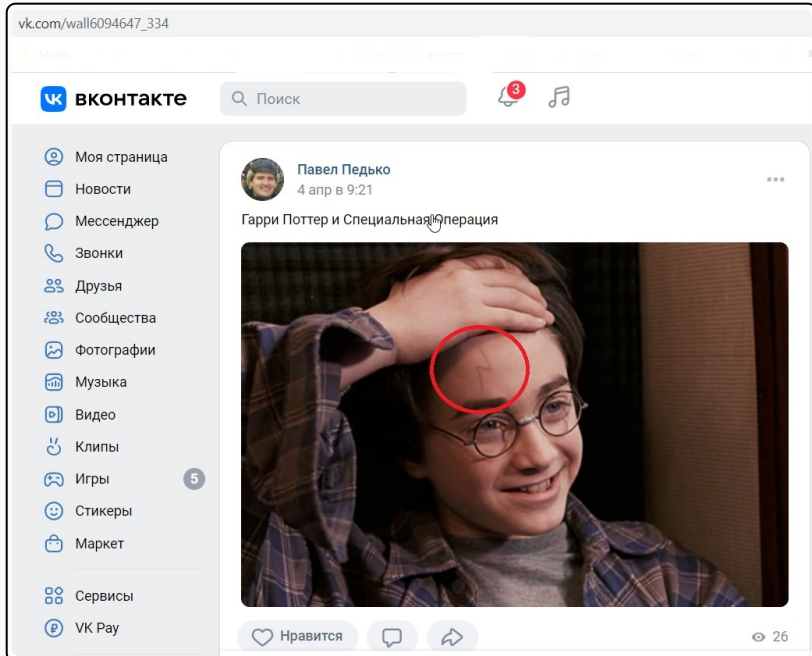 vk.com/wall6094647_334
вконтакте
Поиск
3
Моя страница
Новости
Мессенджер
Звонки
Друзья
Сообщества
Фотографии
Музыка
Видео
Клипы
Игры 5
Стикеры
Маркет
Сервисы
VK Pay
Павел Педько
4 апр в 9:21
Гарри Поттер и Специальная Операция
Нравится
26